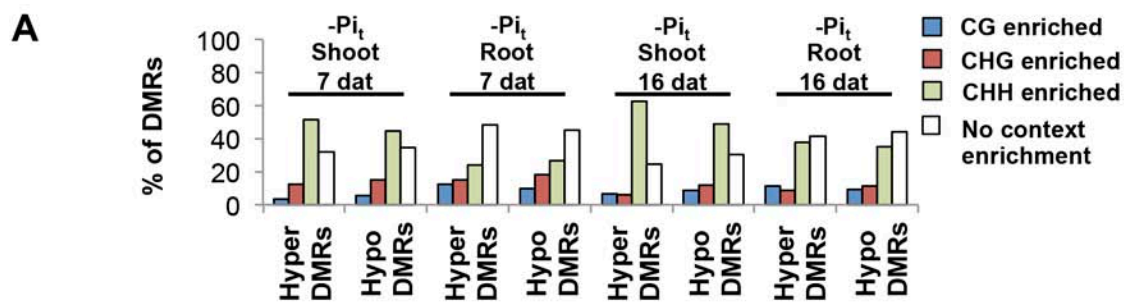 A
-Pit
Shoot
7 dat
-Pit
Root
7 dat
-Pit
Shoot
16 dat
-Pit
Root
16 dat
CG enriched
CHG enriched
CHH enriched
No context
enrichment
% of DMRs
100
80
60
40
20
0
Hyper
DMRs
Hypo
DMRs
Hyper
DMRs
Hypo
DMRs
Hyper
DMRs
Hypo
DMRs
Hyper
DMRs
Hypo
DMRs